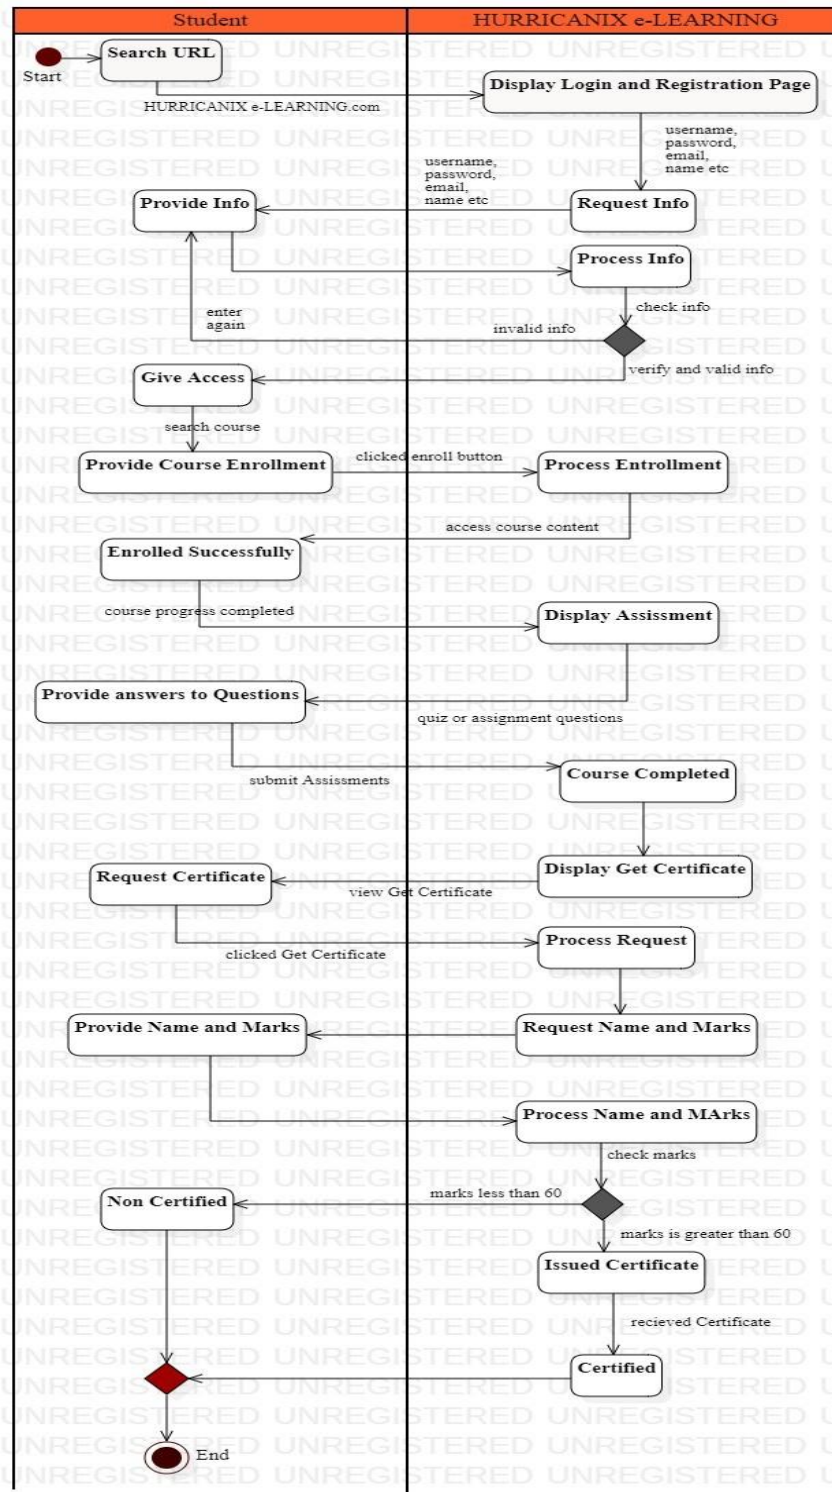 Student
HURRICANIX e-LEARNING
Search URL
Start
Display Login and Registration Page
HURRICANIX e-LEARNING.com
username,
password,
email,
name etc
username,
password,
email,
name etc
Provide Info
Request Info
Process Info
enter
again
check info
invalid info
verify and valid info
Give Access
search course
Provide Course Enrollment
clicked enroll button
Process Entrollment
access course content
Enrolled Successfully
course progress completed
Display Assissment
Provide answers to Questions
quiz or assignment questions
submit Assissments
Course Completed
Display Get Certificate
Request Certificate
view Get Certificate
Process Request
clicked Get Certificate
Provide Name and Marks
Request Name and Marks
Process Name and MArks
check marks
Non Certified
marks less than 60
marks is greater than 60
Issued Certificate
recieved Certificate
Certified
End
UNREGISTERED